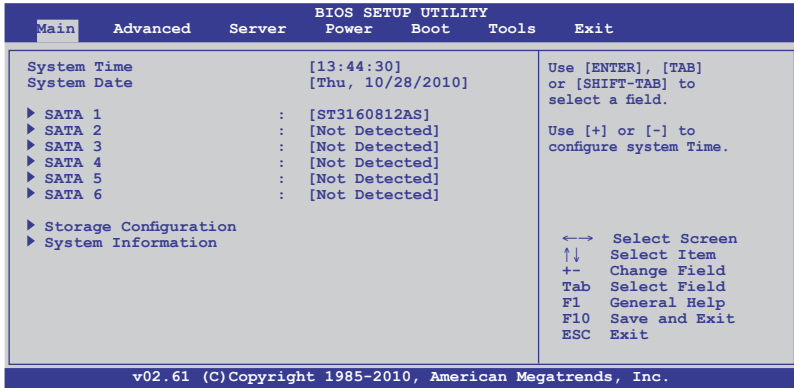 BIOS SETUP UTILITY
Main Advanced Server Power Boot Tools Exit
System Time [13:44:30]
System Date [Thu, 10/28/2010]
SATA 1 : [ST3160812AS]
SATA 2 : [Not Detected]
SATA 3 : [Not Detected]
SATA 4 : [Not Detected]
SATA 5 : [Not Detected]
SATA 6 : [Not Detected]
Storage Configuration
System Information
Use [ENTER], [TAB]
or [SHIFT-TAB] to
select a field.
Use [+] or [-] to
configure system Time.
←→ Select Screen
↑↓ Select Item
+- Change Field
Tab Select Field
F1 General Help
F10 Save and Exit
ESC Exit
v02.61 (C)Copyright 1985-2010, American Megatrends, Inc.